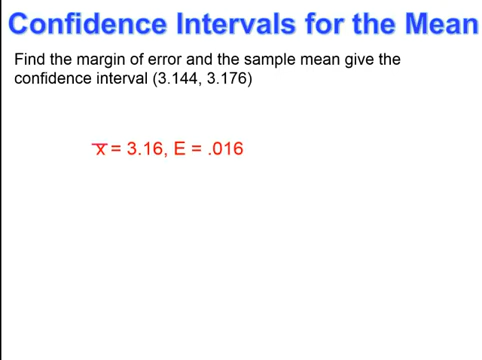 Confidence Intervals for the Mean
Find the margin of error and the sample mean give the
confidence interval (3.144, 3.176)
x̅ = 3.16, E = .016